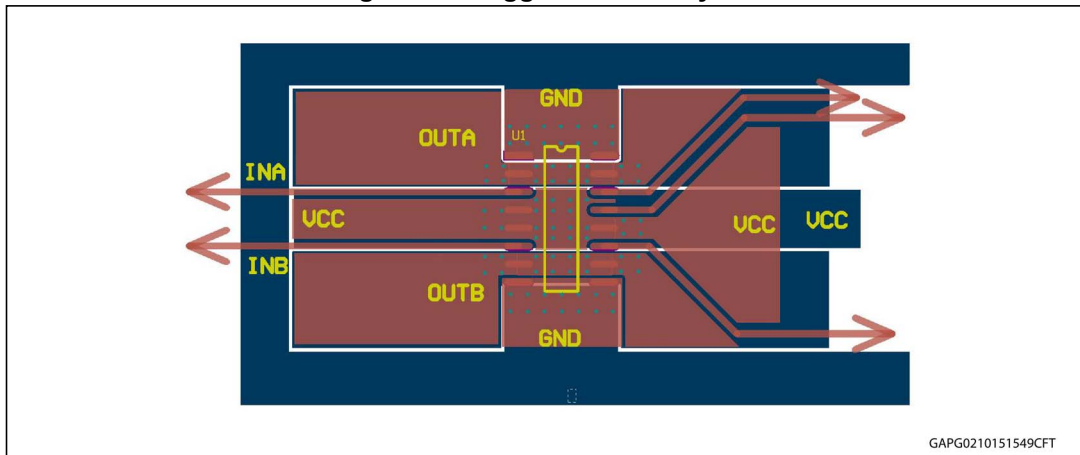 GND
U1
OUTA
INA
VCC
VCC
VCC
INB
OUTB
GND
GAPG0210151549CFT